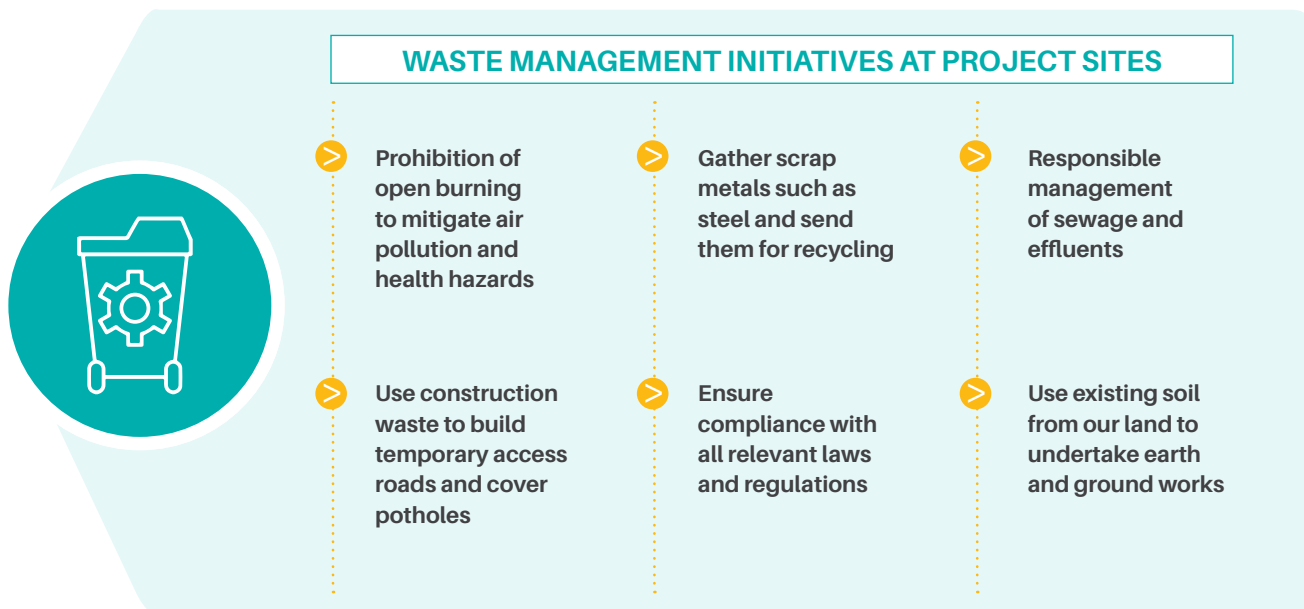 WASTE MANAGEMENT INITIATIVES AT PROJECT SITES
Prohibition of
open burning
to mitigate air
pollution and
health hazards
Gather scrap
metals such as
steel and send
them for recycling
Responsible
management
of sewage and
effluents
Use construction
waste to build
temporary access
roads and cover
potholes
Ensure
compliance with
all relevant laws
and regulations
Use existing soil
from our land to
undertake earth
and ground works